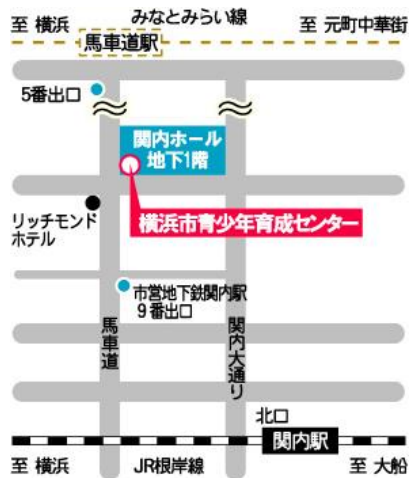 みなとみらい線
至 横浜
至 元町中華街
馬車道駅
5番出口
関内ホール
地下1階
横浜市青少年育成センター
リッチモンド
ホテル
市営地下鉄関内駅
9番出口
馬車道
関内大通り
北口
関内駅
至 横浜
JR根岸線
至 大船